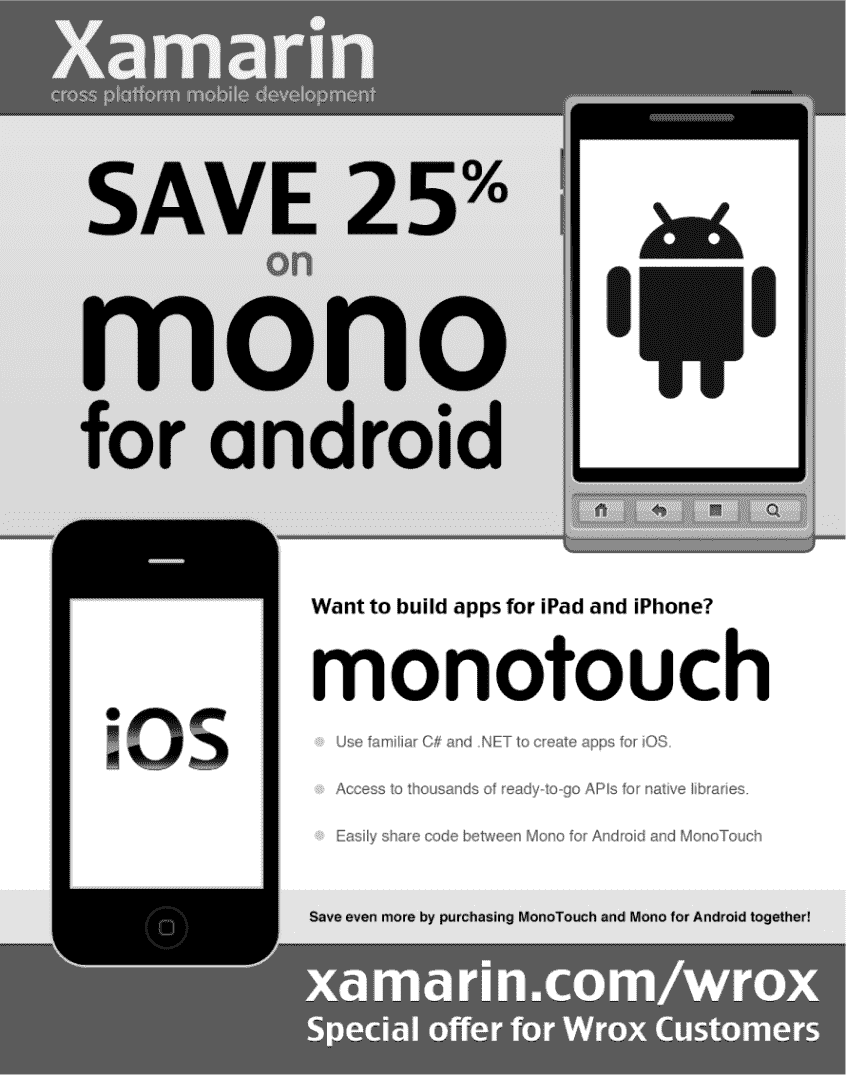 Xamarin
cross platform mobile development
SAVE 25%
on
mono
for android
Want to build apps for iPad and iPhone?
monotouch
iOS
Use familiar C# and .NET to create apps for iOS.
Access to thousands of ready-to-go APIs for native libraries.
Easily share code between Mono for Android and MonoTouch
Save even more by purchasing MonoTouch and Mono for Android together!
xamarin.com/wrox
Special offer for Wrox Customers